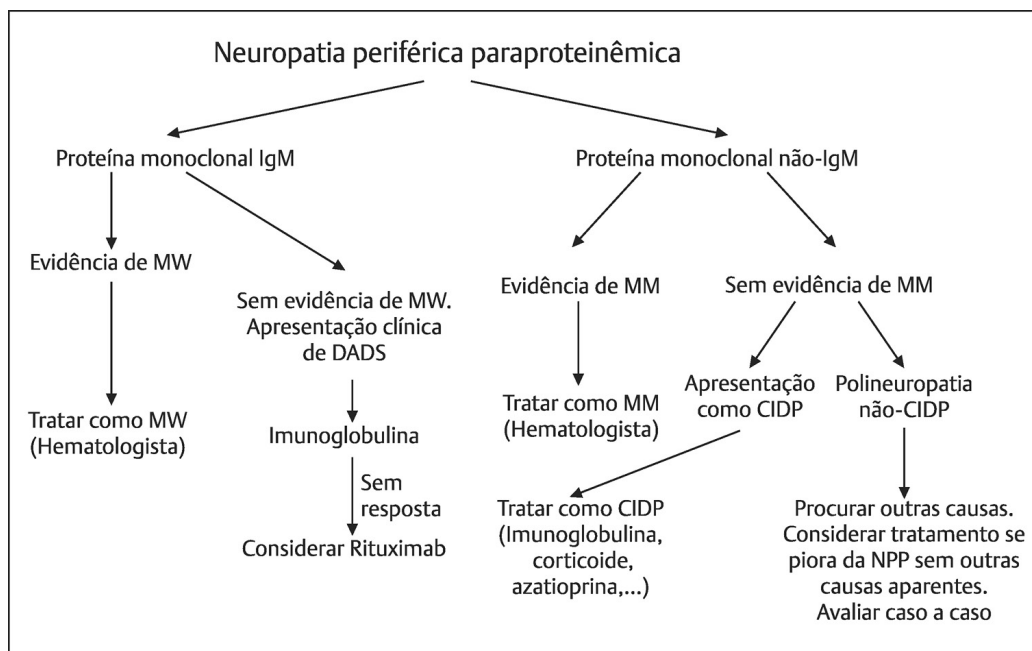 Neuropatia periférica paraproteinêmica
Proteína monoclonal IgM
Proteína monoclonal não-IgM
Evidência de MW
Sem evidência de MW.
Apresentação clínica
de DADS
Evidência de MM
Sem evidência de MM
Tratar como MW
(Hematologista)
Imunoglobulina
Sem
resposta
Considerar Rituximab
Tratar como MM
(Hematologista)
Apresentação
como CIDP
Polineuropatia
não-CIDP
Tratar como CIDP
(Imunoglobulina,
corticoide,
azatioprina,...)
Procurar outras causas.
Considerar tratamento se
piora da NPP sem outras
causas aparentes.
Avaliar caso a caso